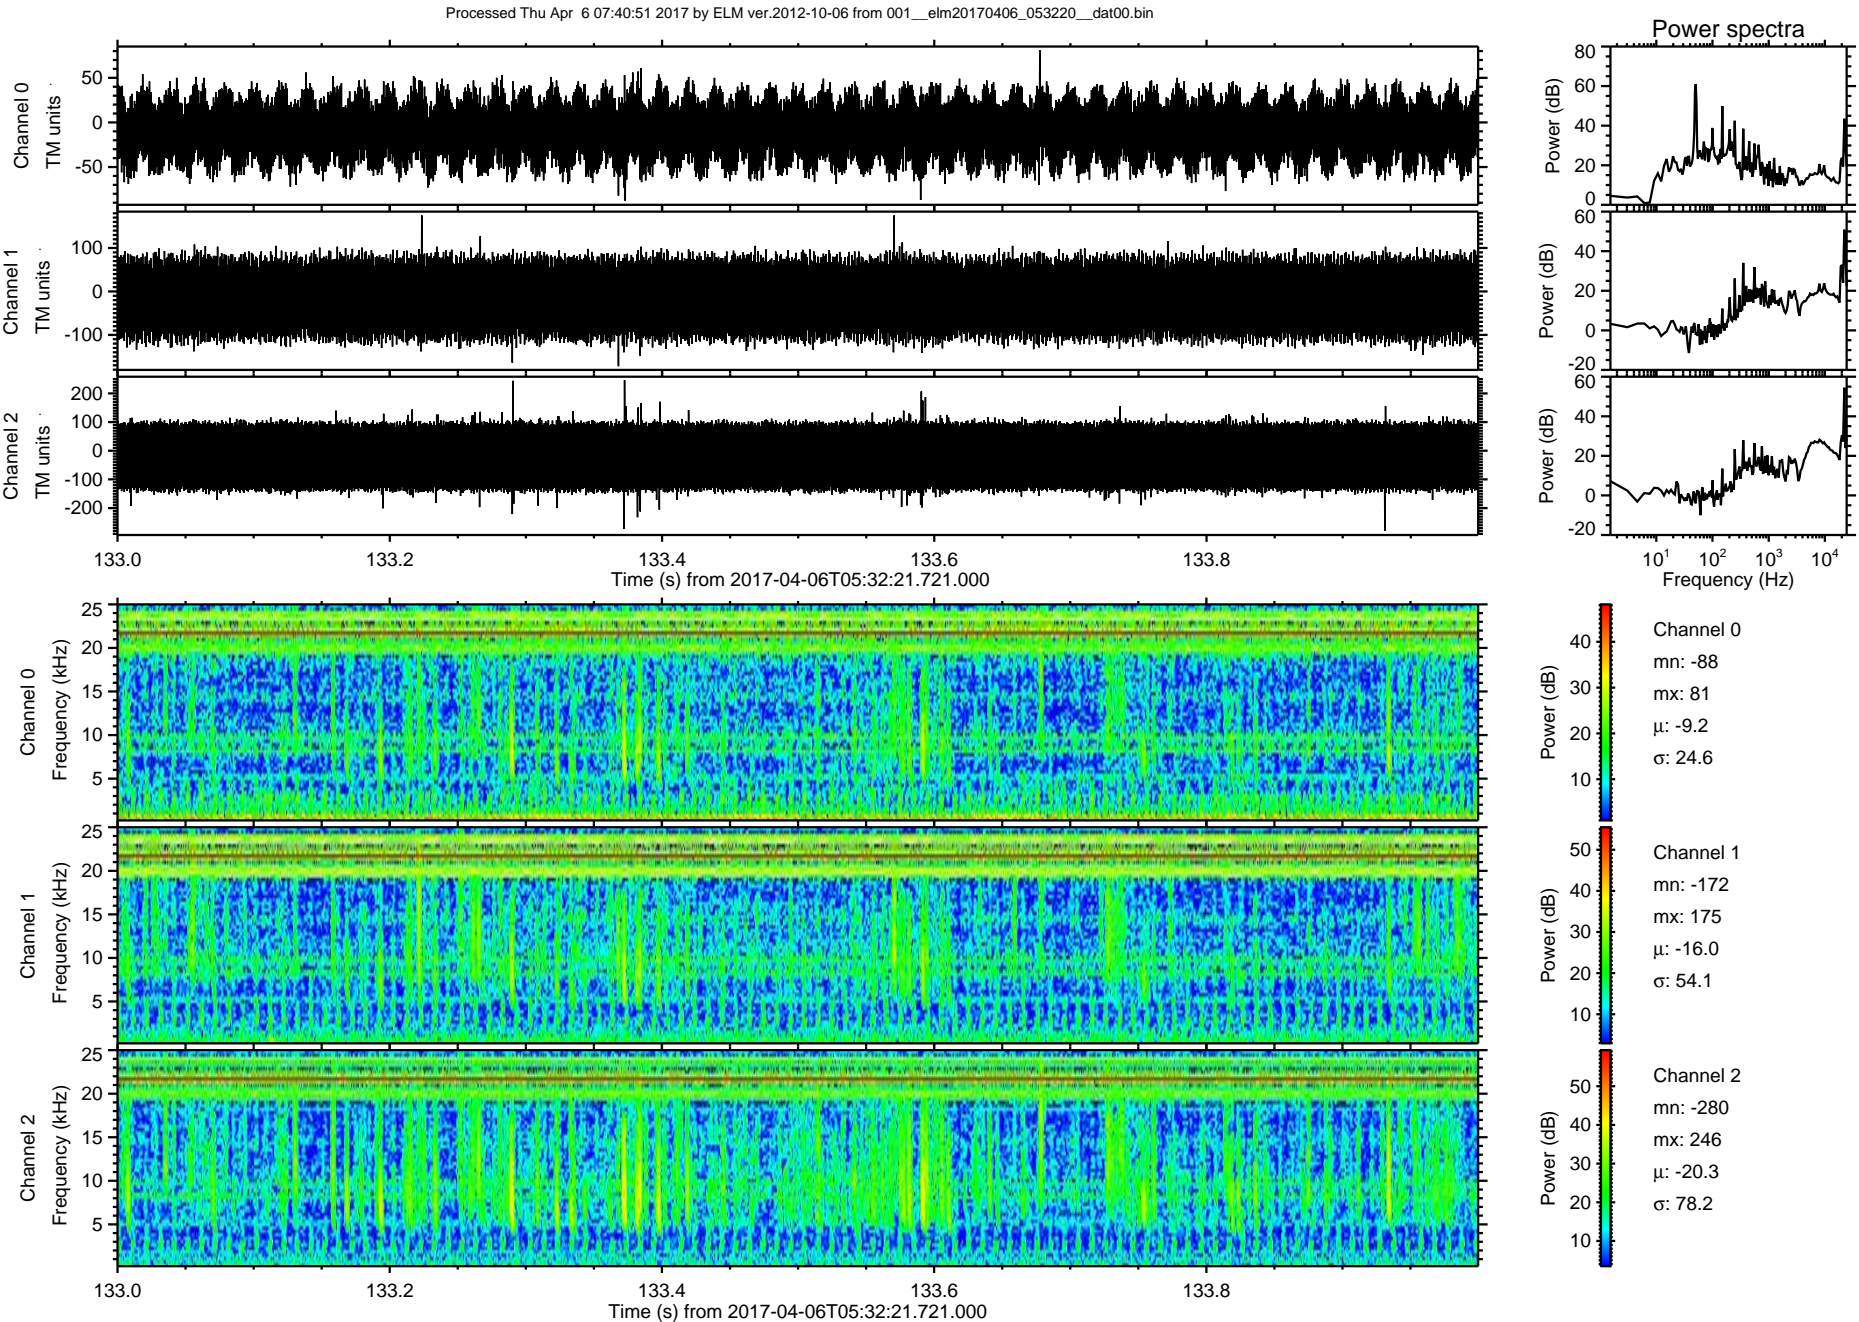 Processed Thu Apr  6 07:40:51 2017 by ELM ver.2012-10-06 from 001__elm20170406_053220__dat00.bin
Power spectra
Channel 0
TM units
50
0
-50
Power (dB)
80
60
40
20
0
Channel 1
TM units
100
0
-100
Power (dB)
60
40
20
0
-20
Channel 2
TM units
200
100
0
-100
-200
Power (dB)
60
40
20
0
-20
133.0 133.2 133.4 133.6 133.8
Time (s) from 2017-04-06T05:32:21.721.000
10^1 10^2 10^3 10^4
Frequency (Hz)
Channel 0
Frequency (kHz)
25
20
15
10
5
Power (dB)
40
30
20
10
Channel 0
mn: -88
mx: 81
μ: -9.2
σ: 24.6
Channel 1
Frequency (kHz)
25
20
15
10
5
Power (dB)
50
40
30
20
10
Channel 1
mn: -172
mx: 175
μ: -16.0
σ: 54.1
Channel 2
Frequency (kHz)
25
20
15
10
5
Power (dB)
50
40
30
20
10
Channel 2
mn: -280
mx: 246
μ: -20.3
σ: 78.2
133.0 133.2 133.4 133.6 133.8
Time (s) from 2017-04-06T05:32:21.721.000